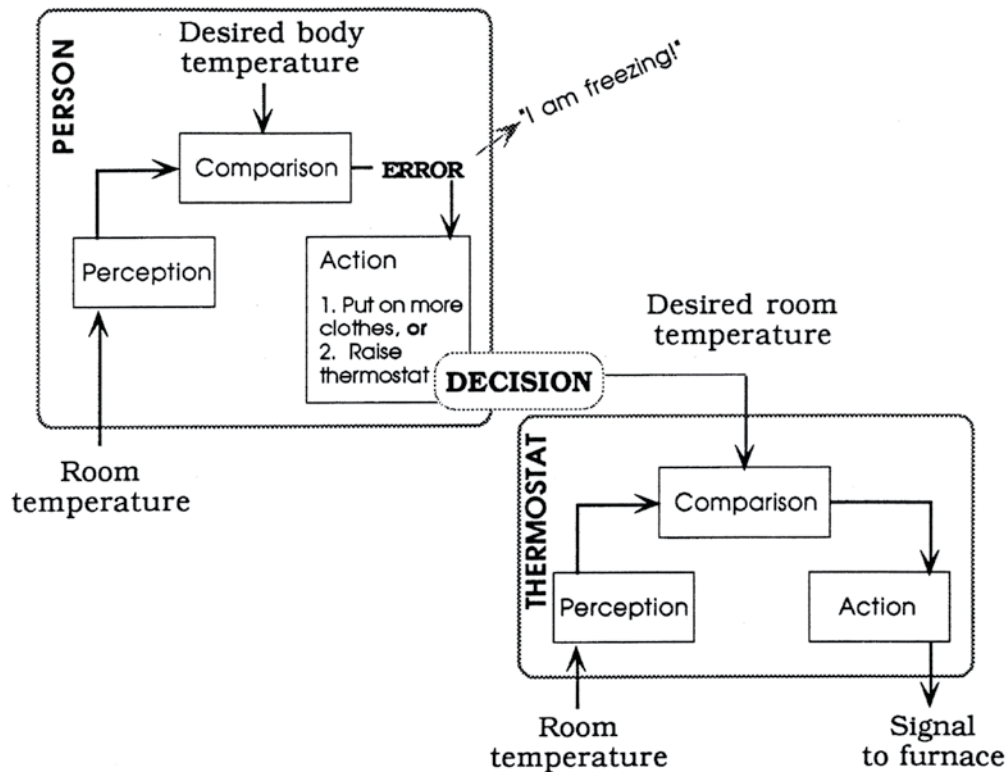 PERSON
Desired body
temperature
"I am freezing!"
Comparison
ERROR
Perception
Action
1. Put on more
clothes, or
2. Raise
thermostat
DECISION
Room
temperature
Desired room
temperature
THERMOSTAT
Comparison
Perception
Action
Room
temperature
Signal
to furnace